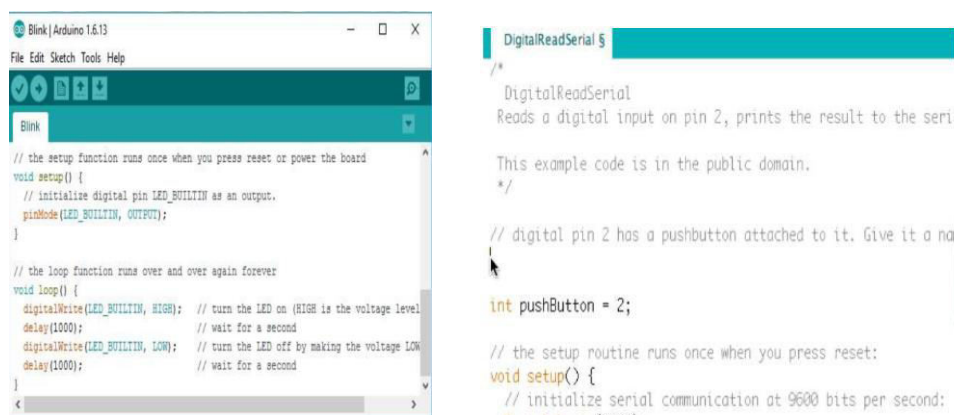 Blink | Arduino 1.6.13
File Edit Sketch Tools Help
Blink
// the setup function runs once when you press reset or power the board
void setup() {
  // initialize digital pin LED_BUILTIN as an output.
  pinMode(LED_BUILTIN, OUTPUT);
}
// the loop function runs over and over again forever
void loop() {
  digitalWrite(LED_BUILTIN, HIGH);   // turn the LED on (HIGH is the voltage level
  delay(1000);                       // wait for a second
  digitalWrite(LED_BUILTIN, LOW);    // turn the LED off by making the voltage LOW
  delay(1000);                       // wait for a second
}
DigitalReadSerial §
/*
  DigitalReadSerial
 Reads a digital input on pin 2, prints the result to the seri
 This example code is in the public domain.
 */
// digital pin 2 has a pushbutton attached to it. Give it a na
int pushButton = 2;
// the setup routine runs once when you press reset:
void setup() {
  // initialize serial communication at 9600 bits per second: